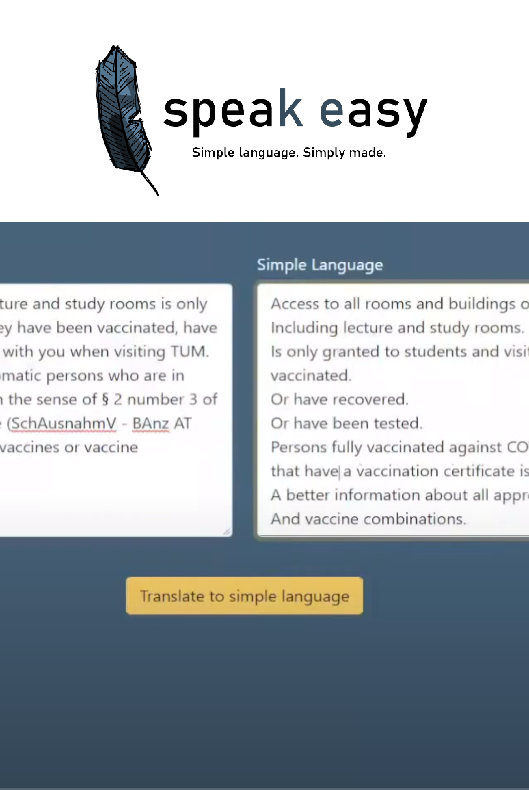 speak easy
Simple language. Simply made.
ture and study rooms is only
ey have been vaccinated, have
with you when visiting TUM.
matic persons who are in
n the sense of § 2 number 3 of
e (SchAusnahmV - BAnz AT
vaccines or vaccine
Simple Language
Access to all rooms and buildings o
Including lecture and study rooms.
Is only granted to students and visit
vaccinated.
Or have recovered.
Or have been tested.
Persons fully vaccinated against CO
that have a vaccination certificate is
A better information about all appr
And vaccine combinations.
Translate to simple language